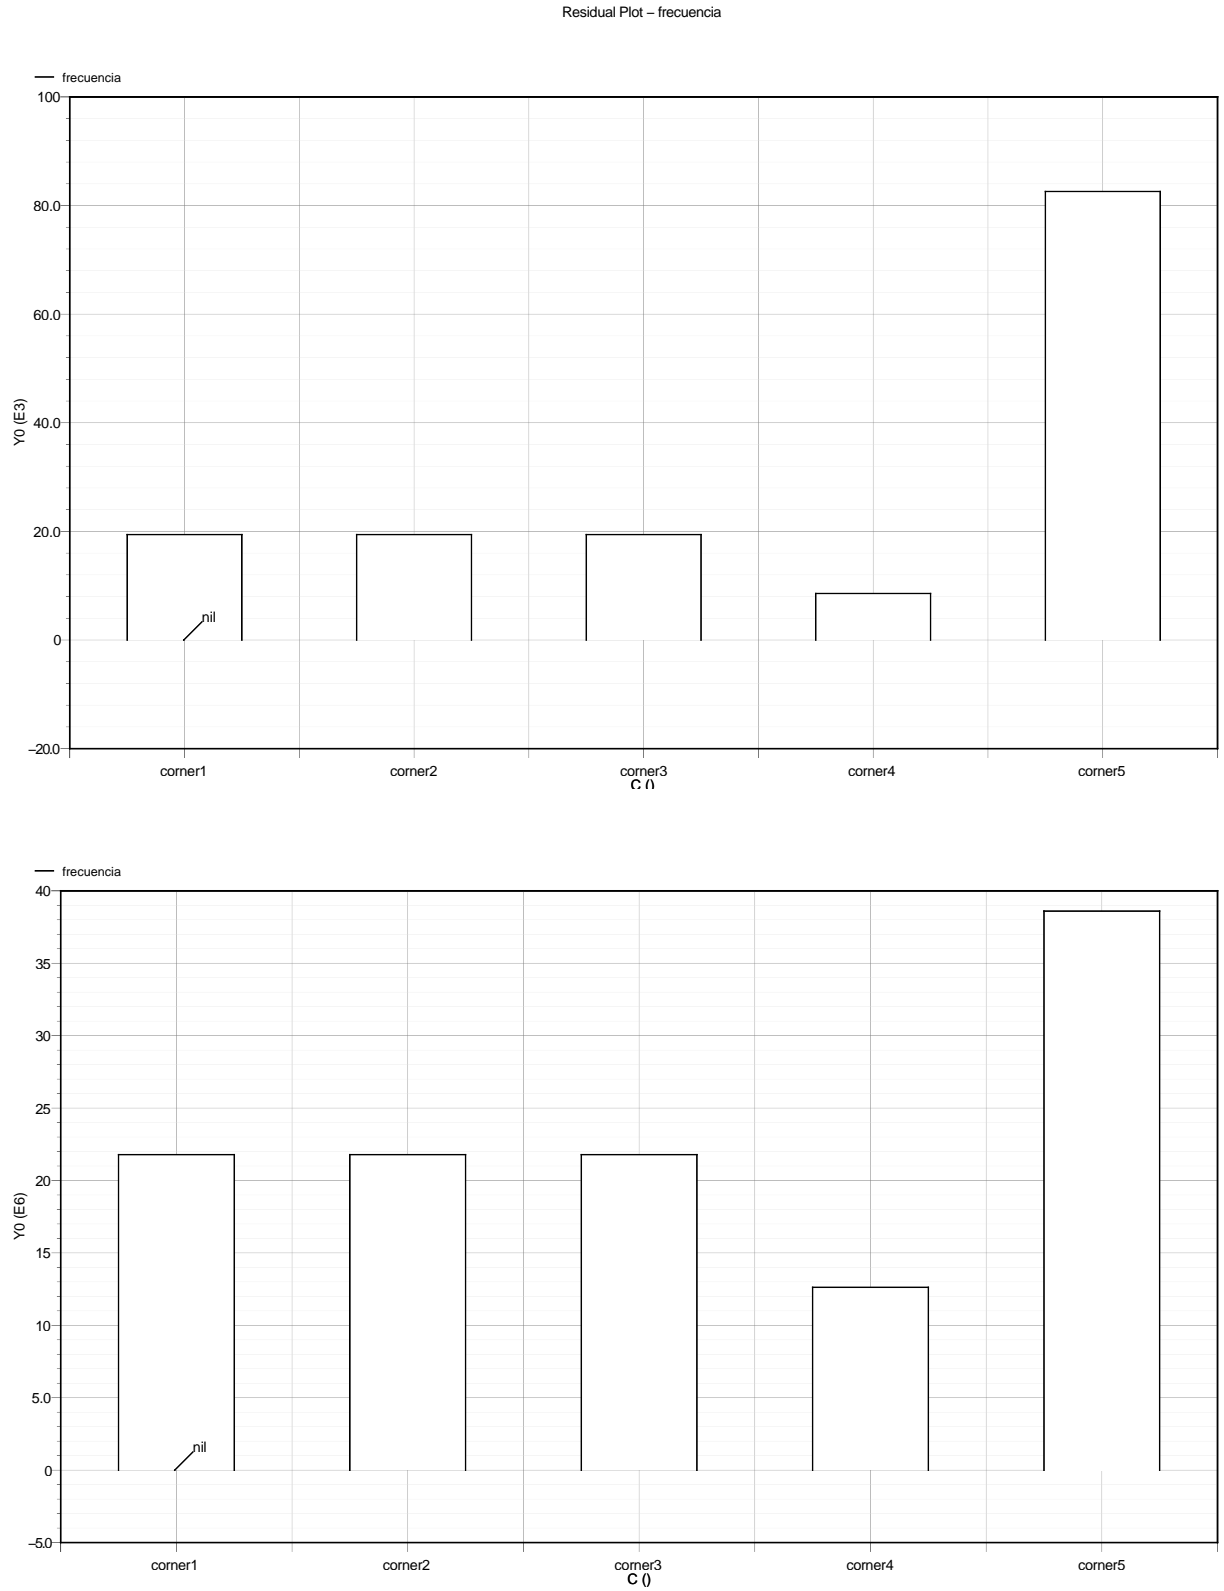 Residual Plot – frecuencia
frecuencia
100
80.0
60.0
Y0 (E3)
40.0
20.0
nil
0
–20.0
corner1 corner2 corner3 corner4 corner5
C ()
frecuencia
40
35
30
25
20
Y0 (E6)
15
10
5.0
nil
0
–5.0
corner1 corner2 corner3 corner4 corner5
C ()